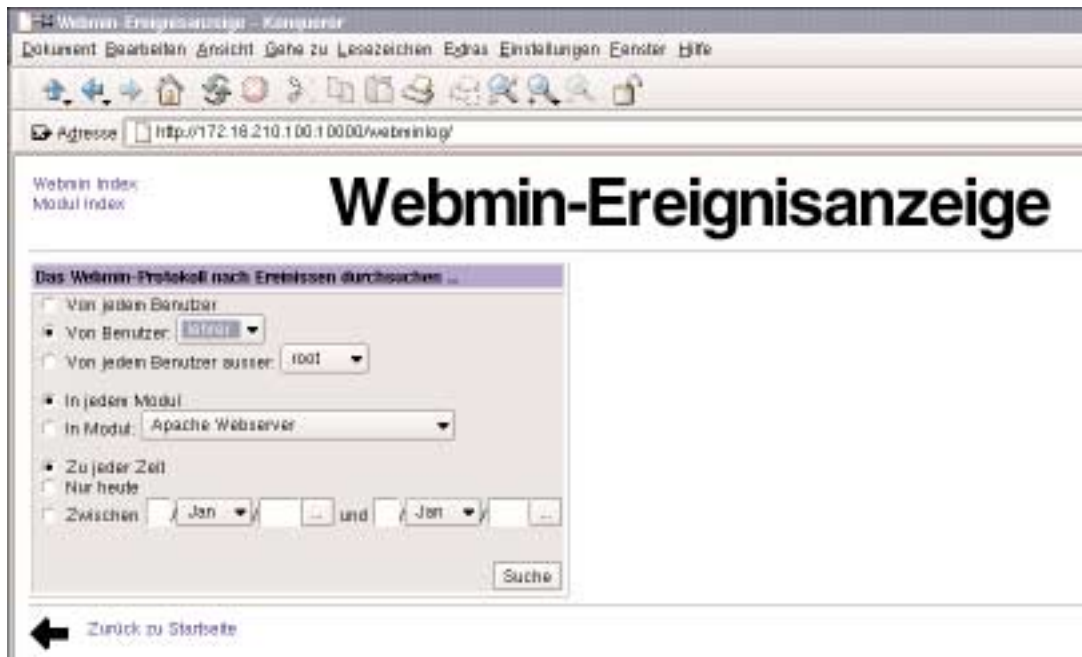 Webmin-Ereignisanzeige - Konqueror
Dokument Bearbeiten Ansicht Gehe zu Lesezeichen Extras Einstellungen Fenster Hilfe
Adresse http://172.16.210.100:10000/webminlog/
Webmin Index
Modul Index
Webmin-Ereignisanzeige
Das Webmin-Protokoll nach Ereinissen durchsuchen ...
Von jedem Benutzer
Von Benutzer: lehrer
Von jedem Benutzer ausser: root
In jedem Modul
In Modul: Apache Webserver
Zu jeder Zeit
Nur heute
Zwischen / Jan / ... und / Jan / ...
Suche
Zurück zu Startseite